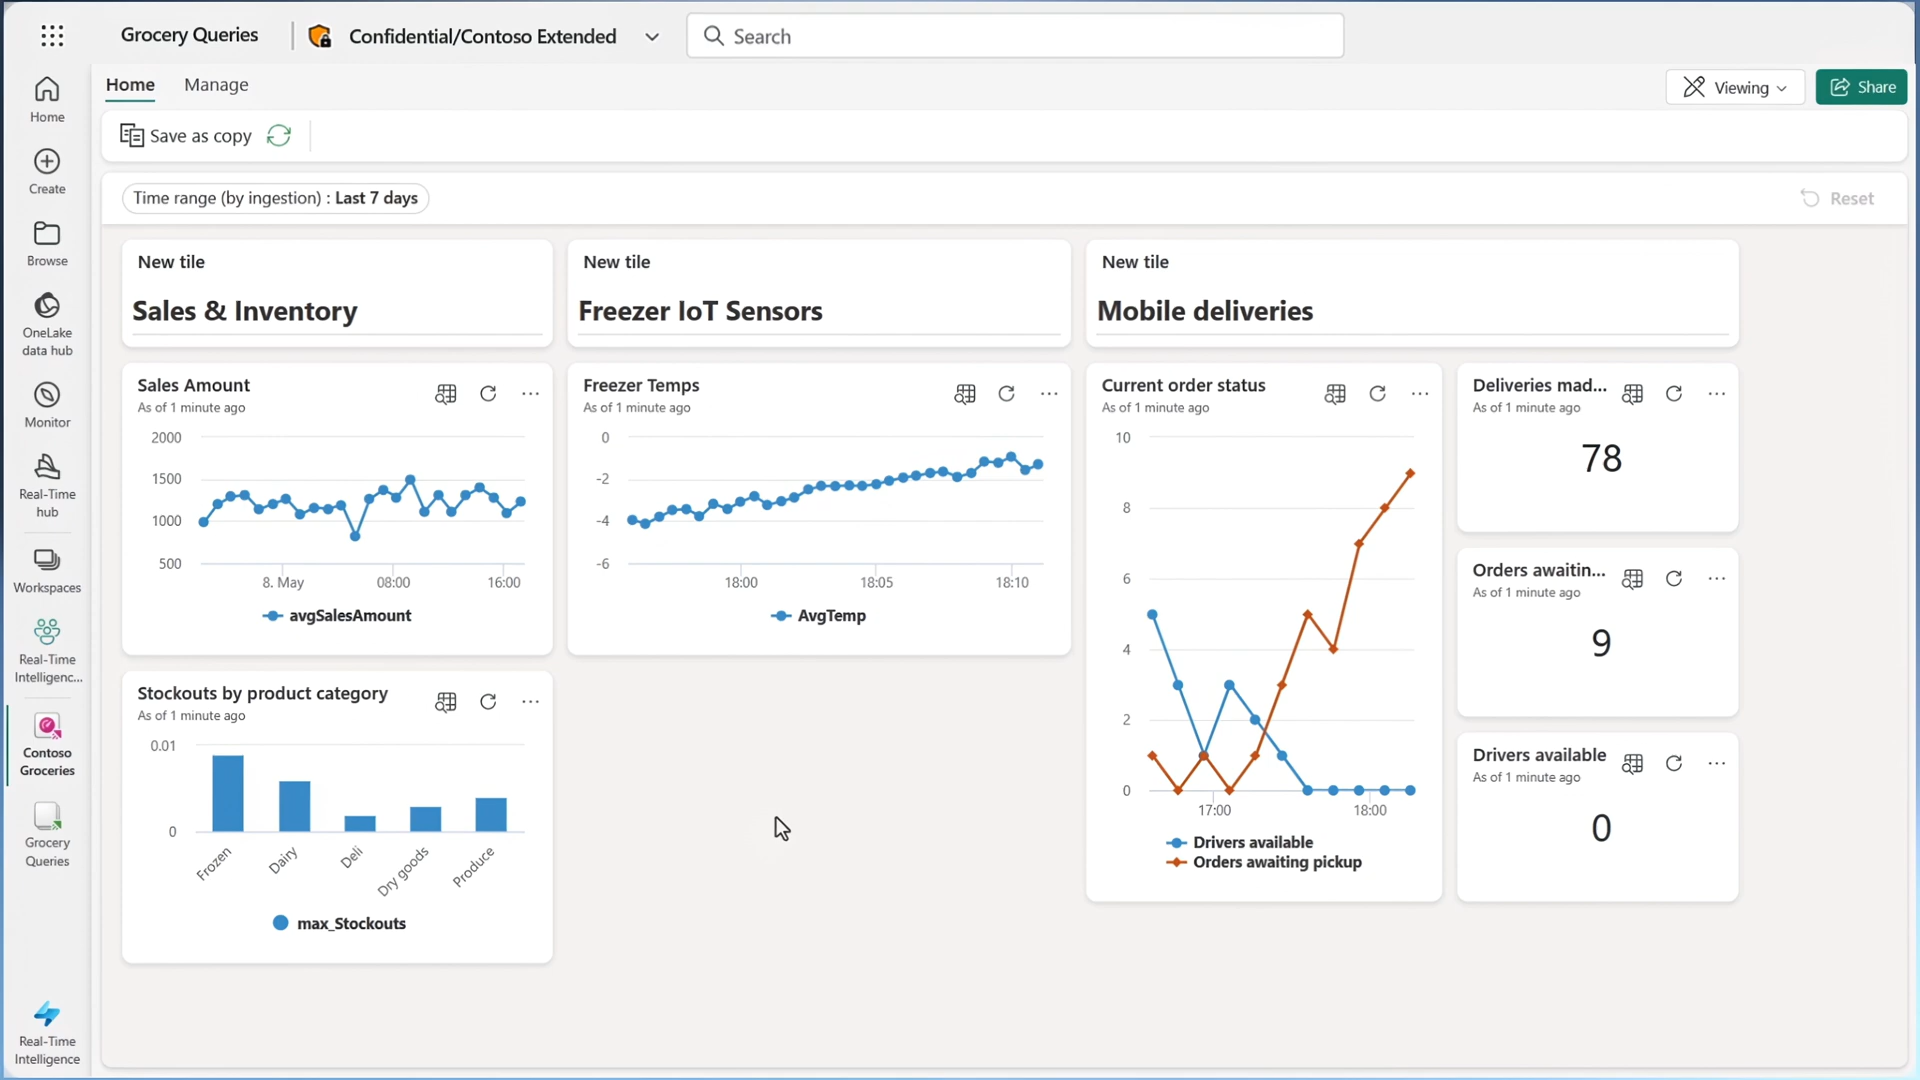 Grocery Queries
Confidential/Contoso Extended
Search
Home
Manage
Viewing
Share
Save as copy
Time range (by ingestion) : Last 7 days
Reset
Home
Create
Browse
OneLake
data hub
Monitor
Real-Time
hub
Workspaces
Real-Time
Intelligenc...
Contoso
Groceries
Grocery
Queries
Real-Time
Intelligence
New tile
Sales & Inventory
New tile
Freezer IoT Sensors
New tile
Mobile deliveries
Sales Amount
As of 1 minute ago
2000
1500
1000
500
8. May
08:00
16:00
avgSalesAmount
Freezer Temps
As of 1 minute ago
0
-2
-4
-6
18:00
18:05
18:10
AvgTemp
Current order status
As of 1 minute ago
10
8
6
4
2
0
17:00
18:00
Drivers available
Orders awaiting pickup
Deliveries mad...
As of 1 minute ago
78
Orders awaitin...
As of 1 minute ago
9
Drivers available
As of 1 minute ago
0
Stockouts by product category
As of 1 minute ago
0.01
0
Frozen
Dairy
Deli
Dry goods
Produce
max_Stockouts